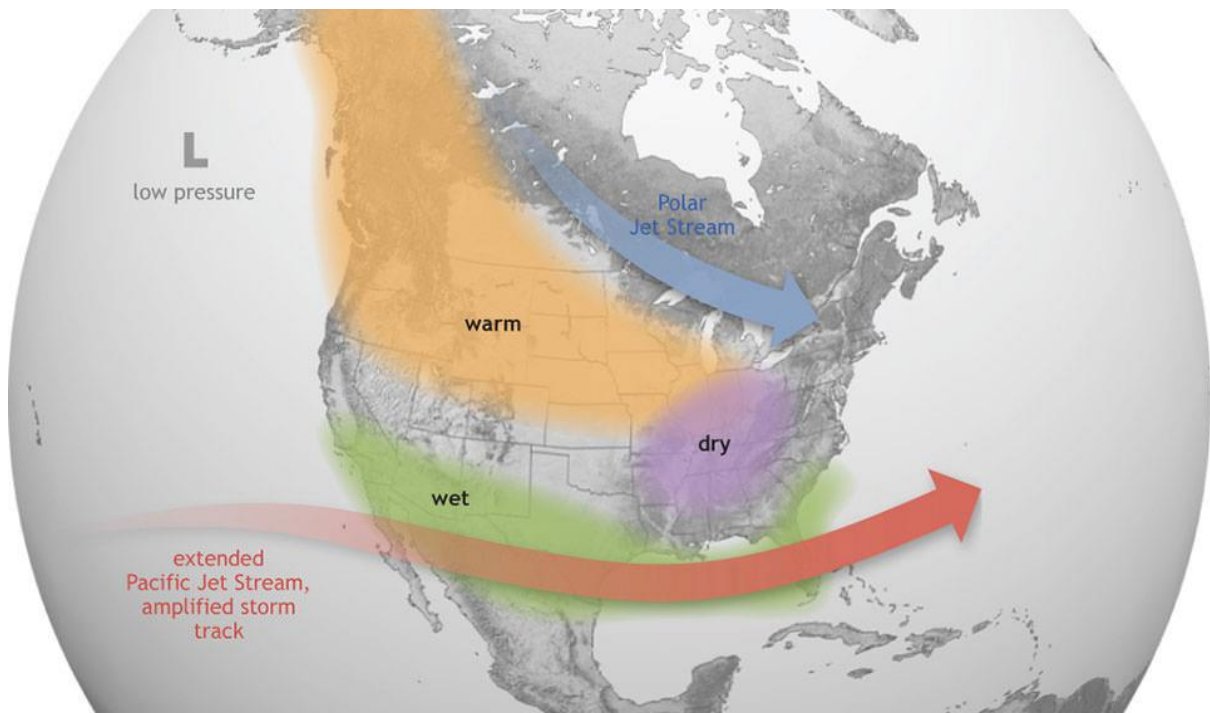 L
low pressure
Polar
Jet Stream
warm
dry
wet
extended
Pacific Jet Stream,
amplified storm
track